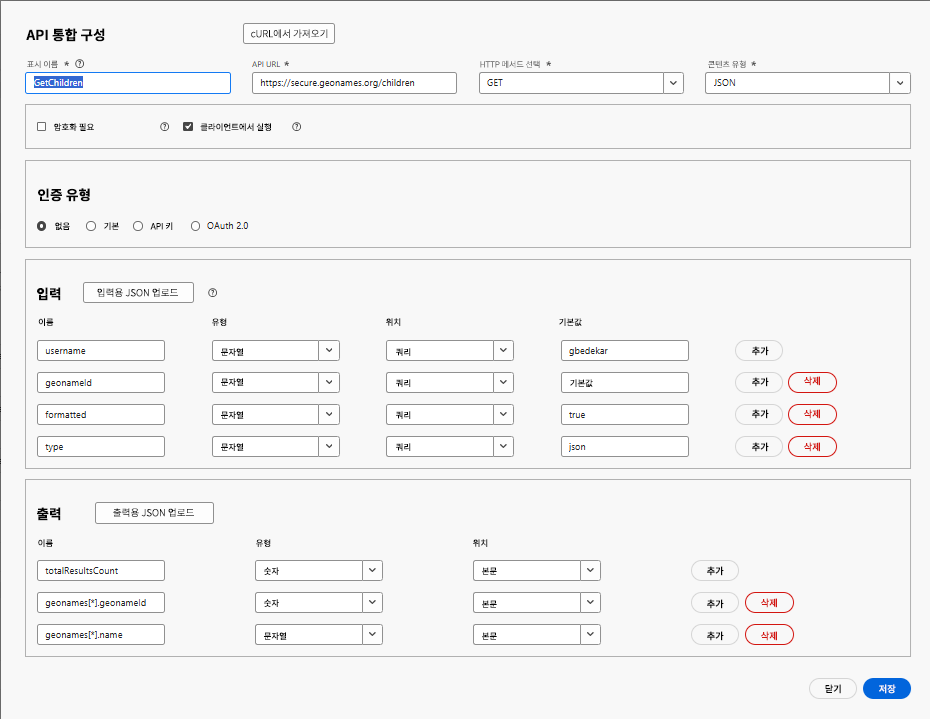 API 통합 구성
cURL에서 가져오기
표시 이름 *
API URL *
HTTP 메서드 선택 *
콘텐츠 유형 *
GetChildren
https://secure.geonames.org/children
GET
JSON
암호화 필요
클라이언트에서 실행
인증 유형
없음
기본
API 키
OAuth 2.0
입력
입력용 JSON 업로드
이름
유형
위치
기본값
username
문자열
쿼리
gbedekar
추가
geonameId
문자열
쿼리
기본값
추가
삭제
formatted
문자열
쿼리
true
추가
삭제
type
문자열
쿼리
json
추가
삭제
출력
출력용 JSON 업로드
이름
유형
위치
totalResultsCount
숫자
본문
추가
geonames[*].geonameId
숫자
본문
추가
삭제
geonames[*].name
문자열
본문
추가
삭제
닫기
저장